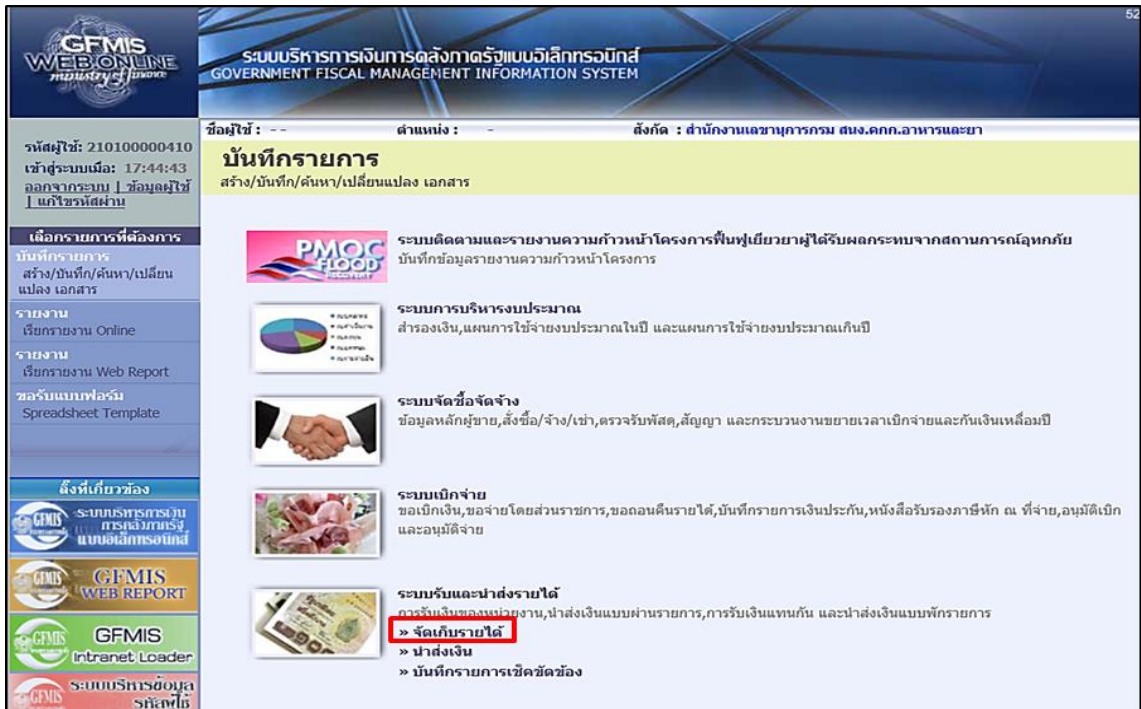 52
GFMIS
WEB ONLINE
ministry of finance
ระบบบริหารการเงินการคลังภาครัฐแบบอิเล็กทรอนิกส์
GOVERNMENT FISCAL MANAGEMENT INFORMATION SYSTEM
ชื่อผู้ใช้ : - - ตำแหน่ง : - สังกัด : สำนักงานเลขานุการกรม สนง.คกก.อาหารและยา
รหัสผู้ใช้: 210100000410
เข้าสู่ระบบเมื่อ: 17:44:43
ออกจากระบบ | ข้อมูลผู้ใช้
| แก้ไขรหัสผ่าน
บันทึกรายการ
สร้าง/บันทึก/ค้นหา/เปลี่ยนแปลง เอกสาร
เลือกรายการที่ต้องการ
บันทึกรายการ
สร้าง/บันทึก/ค้นหา/เปลี่ยน
แปลง เอกสาร
รายงาน
เรียกรายงาน Online
รายงาน
เรียกรายงาน Web Report
ขอรับแบบฟอร์ม
Spreadsheet Template
ลิ๊งที่เกี่ยวข้อง
GFMIS
ระบบบริหารการเงิน
การคลังภาครัฐ
แบบอิเล็กทรอนิกส์
GFMIS
GFMIS
WEB REPORT
GFMIS
GFMIS
Intranet Loader
GFMIS
ระบบบริหารข้อมูล
รหัสผู้ใช้
PMOC
FLOOD
RECOVERY
ระบบติดตามและรายงานความก้าวหน้าโครงการฟื้นฟูเยียวยาผู้ได้รับผลกระทบจากสถานการณ์อุทกภัย
บันทึกข้อมูลรายงานความก้าวหน้าโครงการ
ระบบการบริหารงบประมาณ
สำรองเงิน,แผนการใช้จ่ายงบประมาณในปี และแผนการใช้จ่ายงบประมาณเกินปี
ระบบจัดซื้อจัดจ้าง
ข้อมูลหลักผู้ขาย,สั่งซื้อ/จ้าง/เช่า,ตรวจรับพัสดุ,สัญญา และกระบวนงานขยายเวลาเบิกจ่ายและกันเงินเหลื่อมปี
ระบบเบิกจ่าย
ขอเบิกเงิน,ขอจ่ายโดยส่วนราชการ,ขอถอนคืนรายได้,บันทึกรายการเงินประกัน,หนังสือรับรองภาษีหัก ณ ที่จ่าย,อนุมัติเบิก
และอนุมัติจ่าย
ระบบรับและนำส่งรายได้
การรับเงินของหน่วยงาน,นำส่งเงินแบบผ่านรายการ,การรับเงินแทนกัน และนำส่งเงินแบบพักรายการ
» จัดเก็บรายได้
» นำส่งเงิน
» บันทึกรายการเช็คขัดข้อง